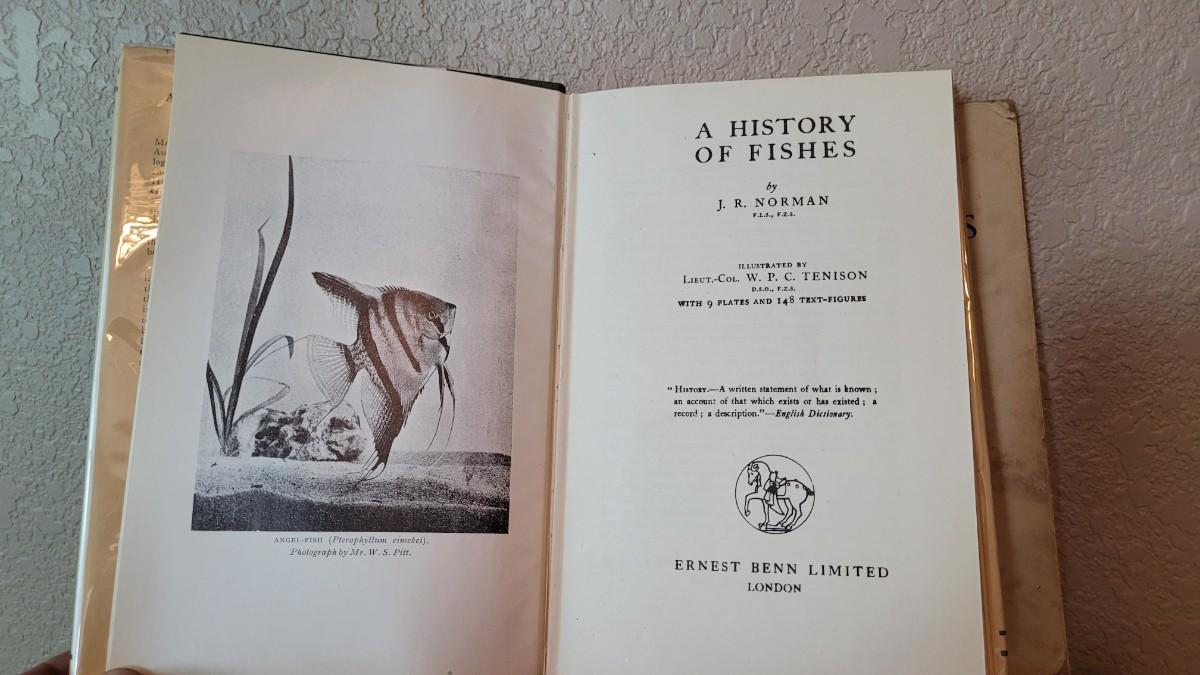 ANGEL-FISH (Pterophyllum eimekei).
Photograph by Mr. W. S. Pitt.
A HISTORY
OF FISHES
by
J. R. NORMAN
F.L.S., F.Z.S.
ILLUSTRATED BY
LIEUT.-COL. W. P. C. TENISON
D.S.O., F.Z.S.
WITH 9 PLATES AND 148 TEXT-FIGURES
“ HISTORY.—A written statement of what is known ;
an account of that which exists or has existed ; a
record ; a description.”—English Dictionary.
ERNEST BENN LIMITED
LONDON
S